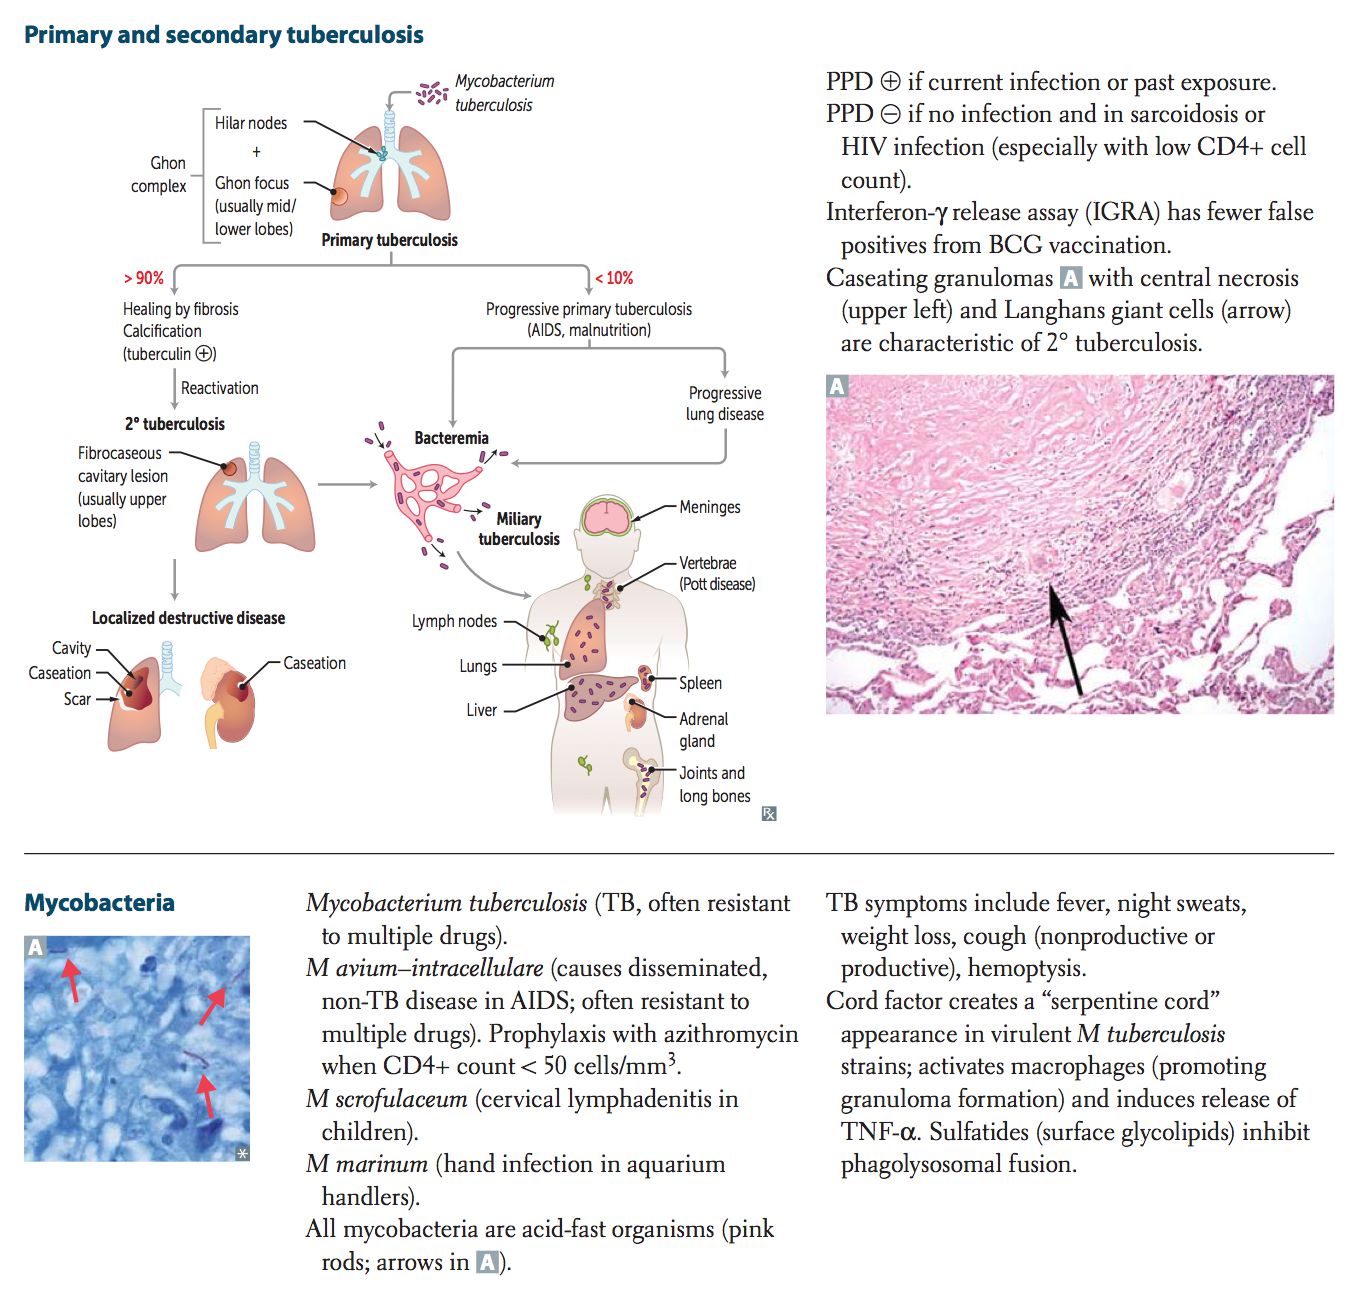 Primary and secondary tuberculosis
Mycobacterium
tuberculosis
Hilar nodes
+
Ghon
complex
Ghon focus
(usually mid/
lower lobes)
Primary tuberculosis
> 90%
< 10%
Healing by fibrosis
Calcification
(tuberculin ⊕)
Progressive primary tuberculosis
(AIDS, malnutrition)
Reactivation
Progressive
lung disease
2° tuberculosis
Bacteremia
Fibrocaseous
cavitary lesion
(usually upper
lobes)
Miliary
tuberculosis
Meninges
Vertebrae
(Pott disease)
Localized destructive disease
Lymph nodes
Cavity
Caseation
Scar
Caseation
Lungs
Liver
Spleen
Adrenal
gland
Joints and
long bones
Rx
PPD ⊕ if current infection or past exposure.
PPD ⊖ if no infection and in sarcoidosis or
HIV infection (especially with low CD4+ cell
count).
Interferon-γ release assay (IGRA) has fewer false
positives from BCG vaccination.
Caseating granulomas A with central necrosis
(upper left) and Langhans giant cells (arrow)
are characteristic of 2° tuberculosis.
A
Mycobacteria
A
Mycobacterium tuberculosis (TB, often resistant
to multiple drugs).
M avium–intracellulare (causes disseminated,
non-TB disease in AIDS; often resistant to
multiple drugs). Prophylaxis with azithromycin
when CD4+ count < 50 cells/mm³.
M scrofulaceum (cervical lymphadenitis in
children).
M marinum (hand infection in aquarium
handlers).
All mycobacteria are acid-fast organisms (pink
rods; arrows in A).
TB symptoms include fever, night sweats,
weight loss, cough (nonproductive or
productive), hemoptysis.
Cord factor creates a “serpentine cord”
appearance in virulent M tuberculosis
strains; activates macrophages (promoting
granuloma formation) and induces release of
TNF-α. Sulfatides (surface glycolipids) inhibit
phagolysosomal fusion.